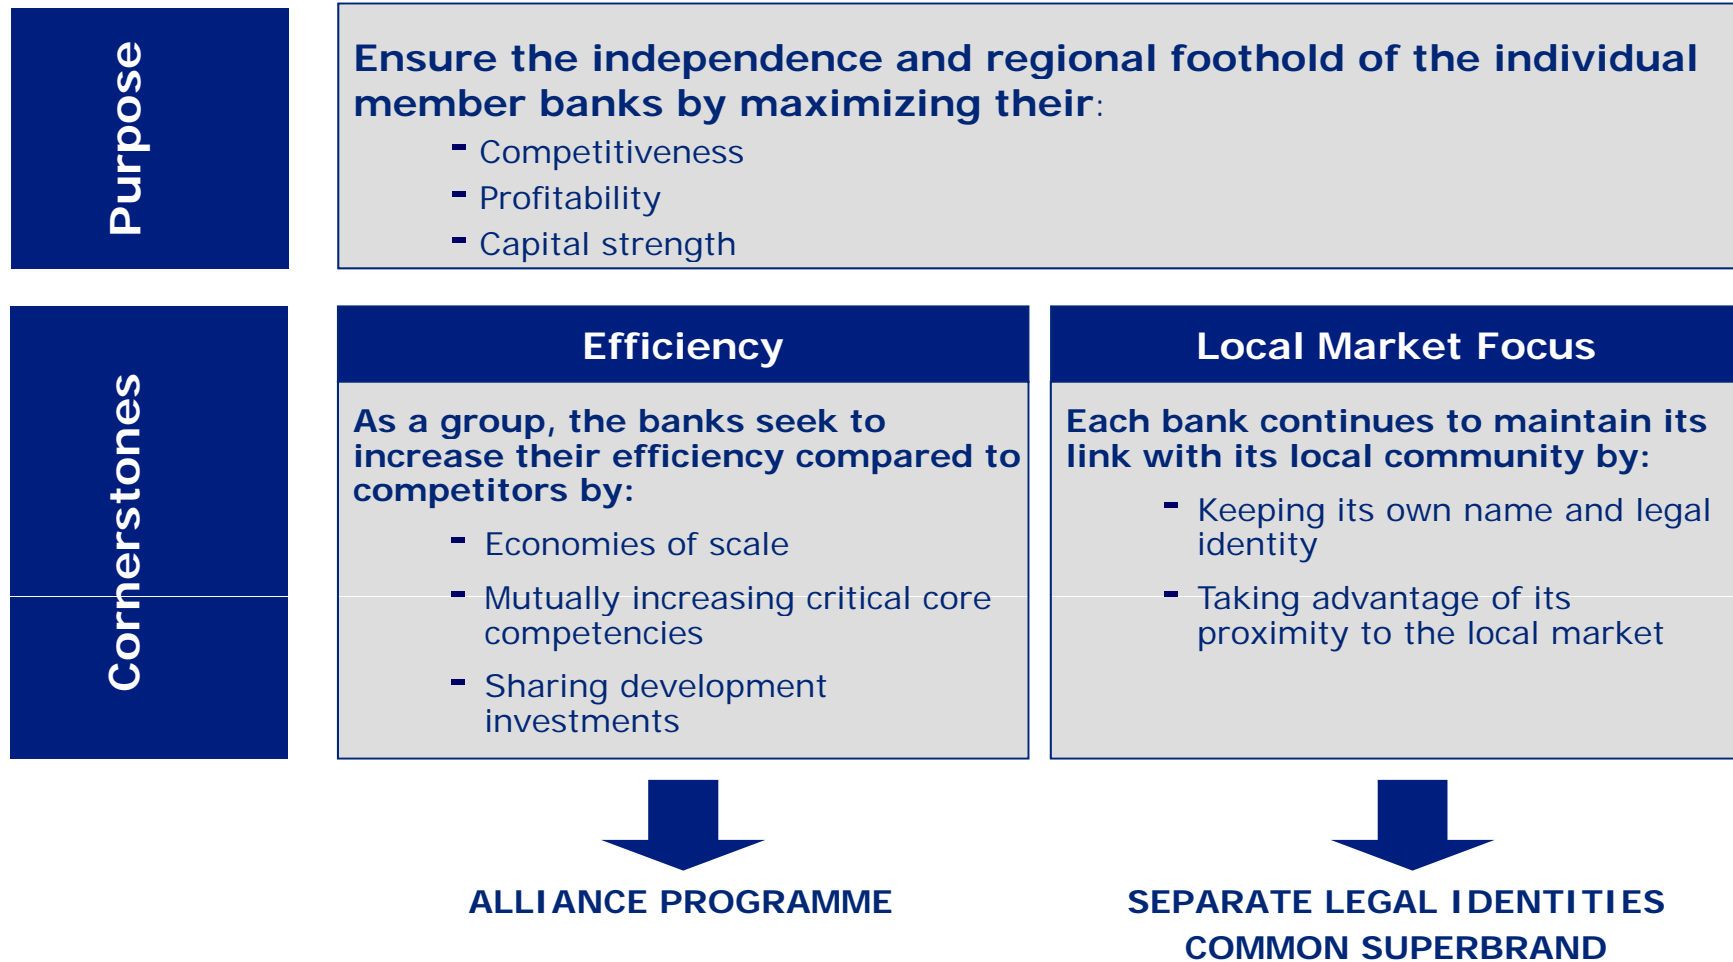 Purpose
Ensure the independence and regional foothold of the individual
member banks by maximizing their:
- Competitiveness
- Profitability
- Capital strength
Cornerstones
Efficiency
As a group, the banks seek to
increase their efficiency compared to
competitors by:
- Economies of scale
- Mutually increasing critical core
competencies
- Sharing development
investments
Local Market Focus
Each bank continues to maintain its
link with its local community by:
- Keeping its own name and legal
identity
- Taking advantage of its
proximity to the local market
ALLIANCE PROGRAMME
SEPARATE LEGAL IDENTITIES
COMMON SUPERBRAND